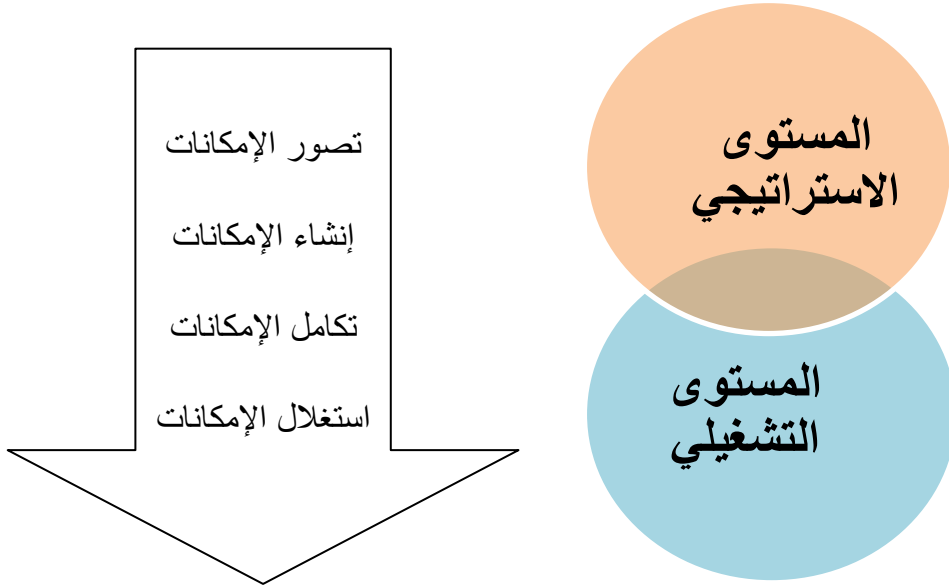 المستوى
الاستراتيجي
المستوى
التشغيلي
تصور الإمكانات
إنشاء الإمكانات
تكامل الإمكانات
استغلال الإمكانات